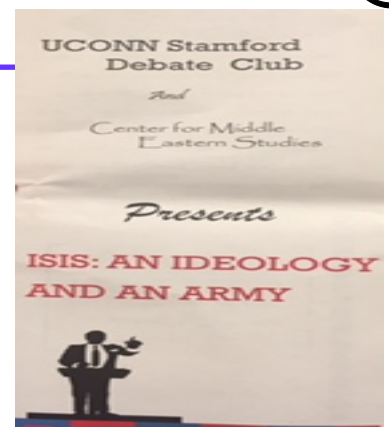 UCONN Stamford
Debate Club
And
Center for Middle
Eastern Studies
Presents
ISIS: AN IDEOLOGY
AND AN ARMY